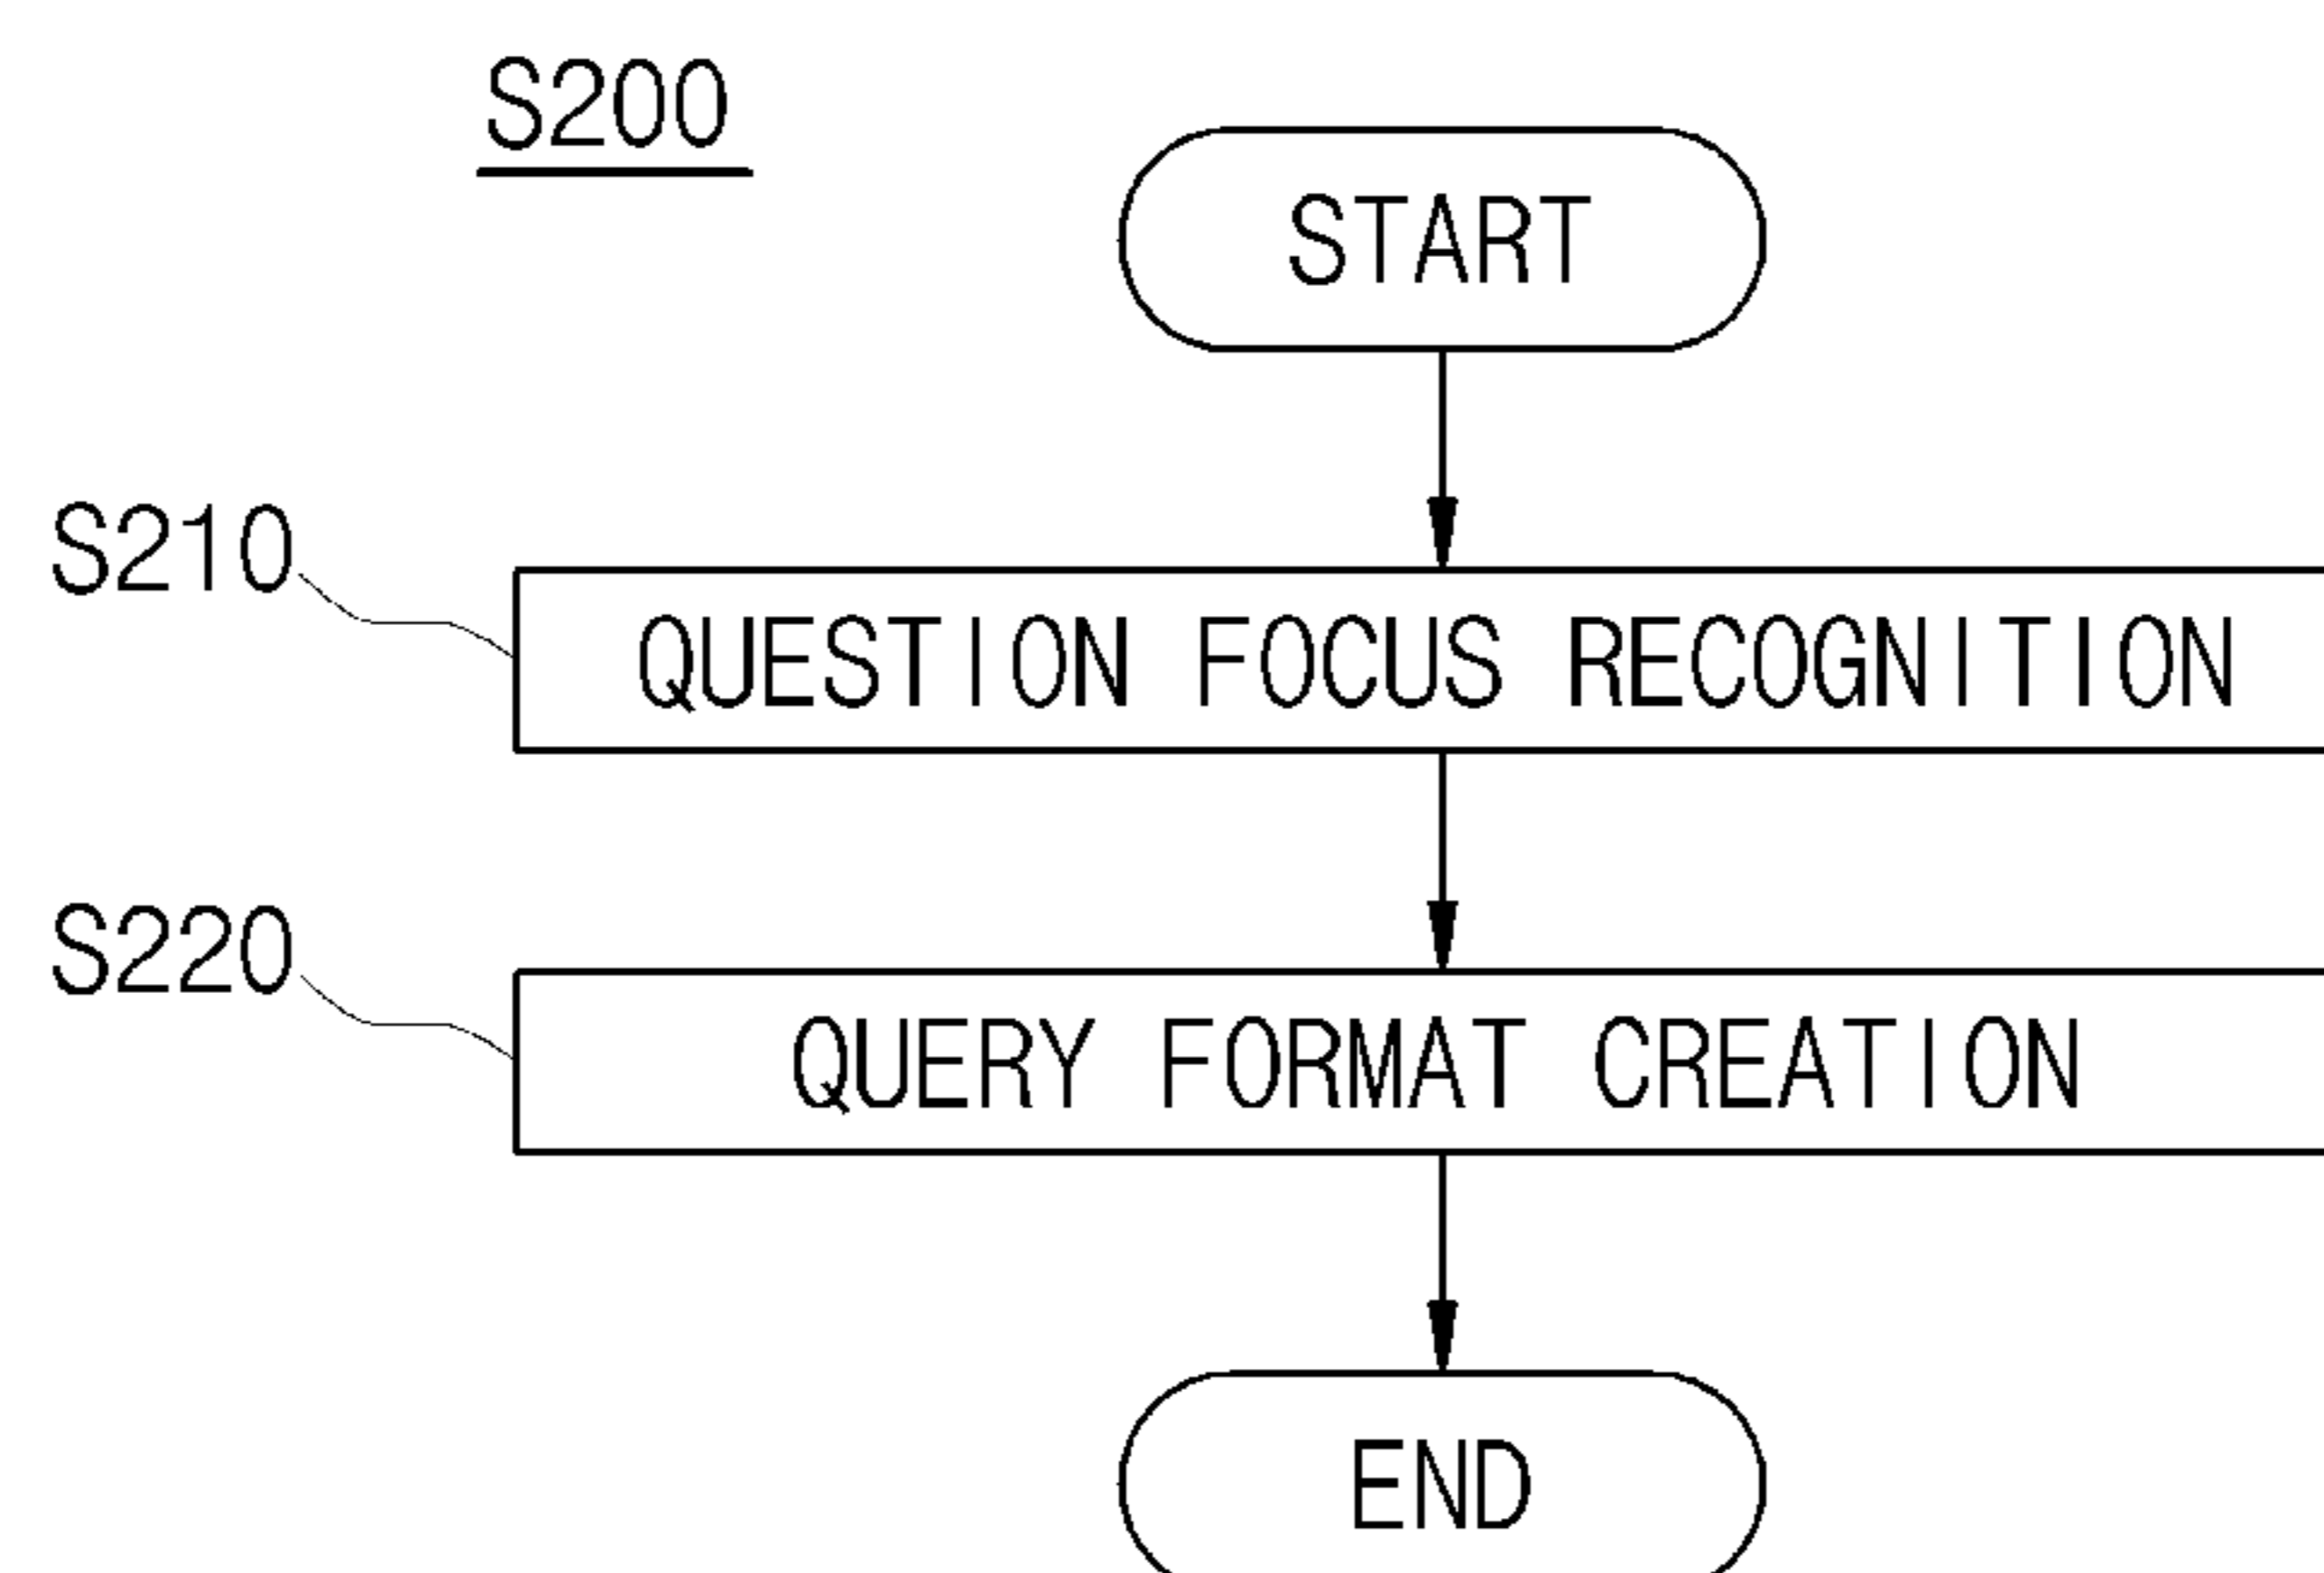 S200
START
S210
QUESTION FOCUS RECOGNITION
S220
QUERY FORMAT CREATION
END